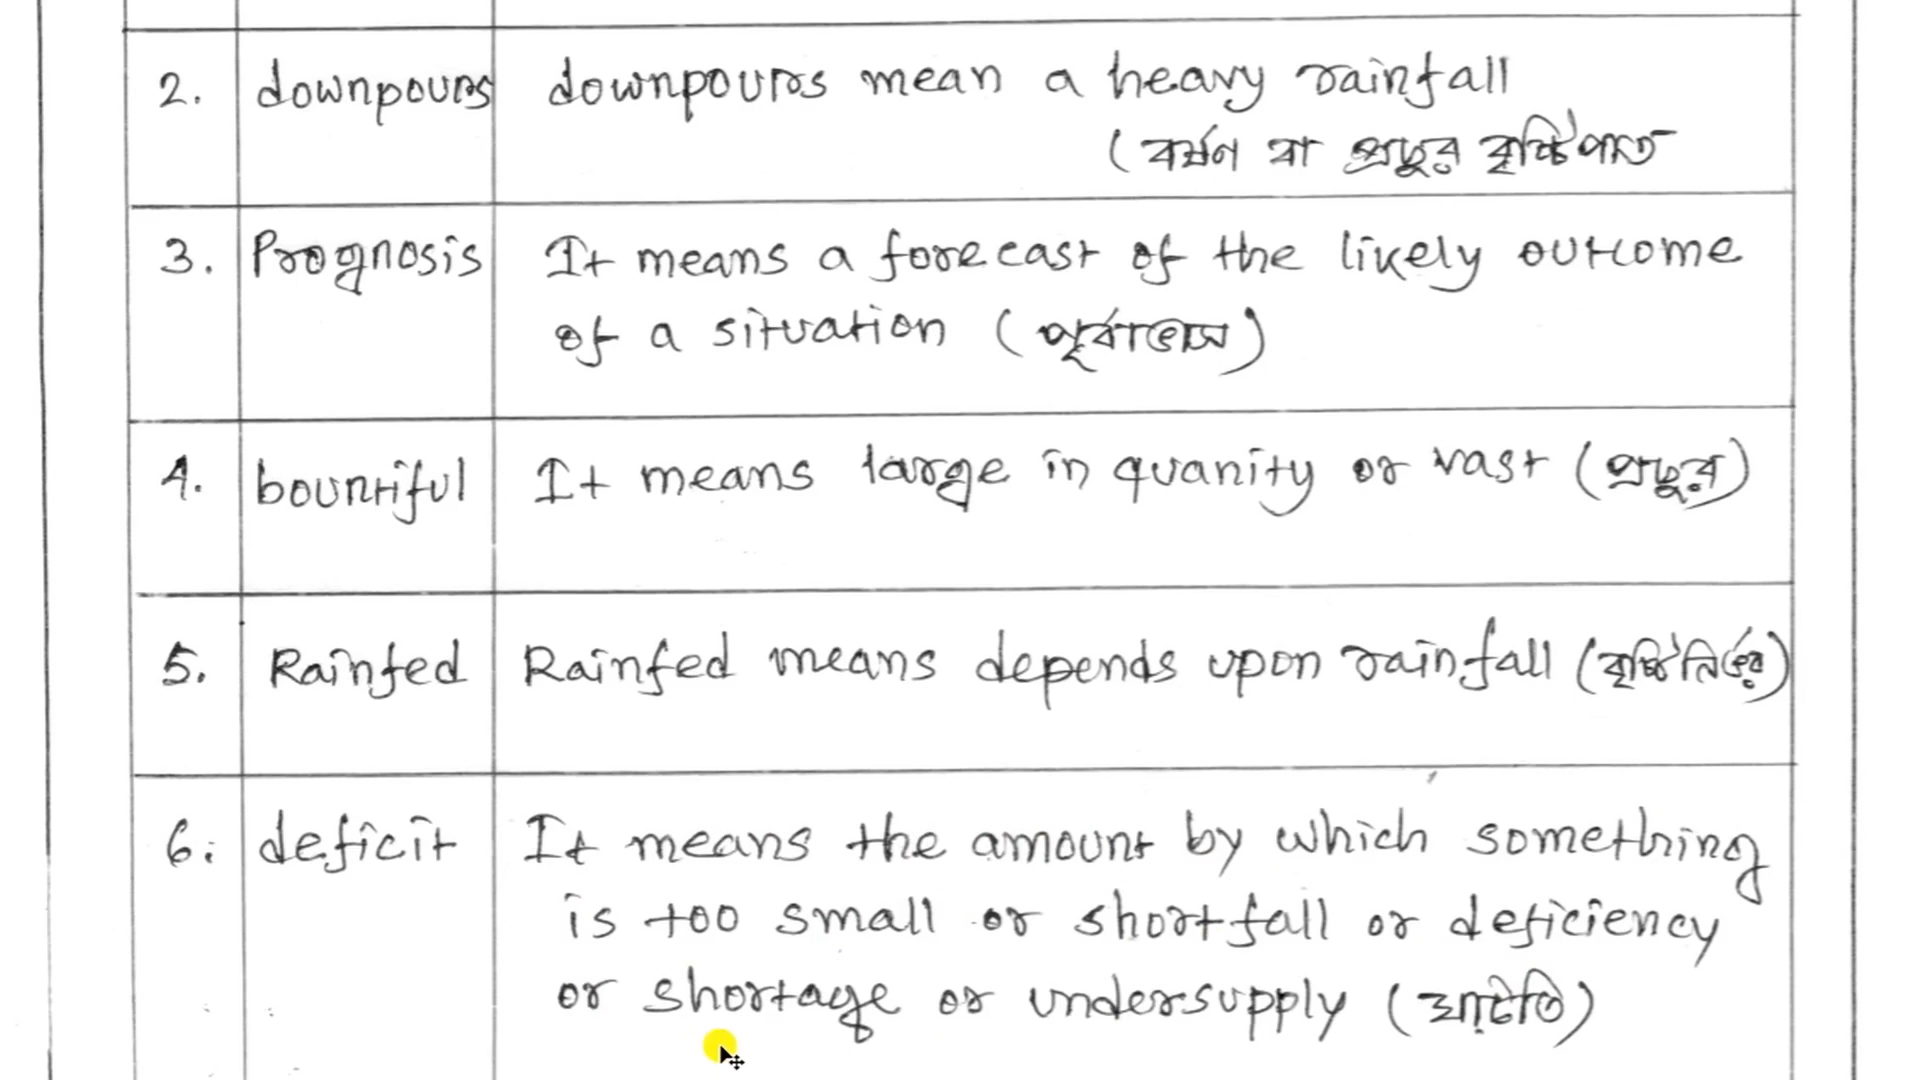 2. downpours downpours mean a heavy rainfall
(বর্ষণ বা প্রচুর বৃষ্টিপাত
3. Prognosis It means a forecast of the likely outcome
of a situation (পূর্বাভাস)
4. bountiful It means large in quanity or vast (প্রচুর)
5. Rainfed Rainfed means depends upon rainfall (বৃষ্টিনির্ভর)
6. deficit It means the amount by which something
is too small or shortfall or deficiency
or shortage or undersupply (ঘাটতি)